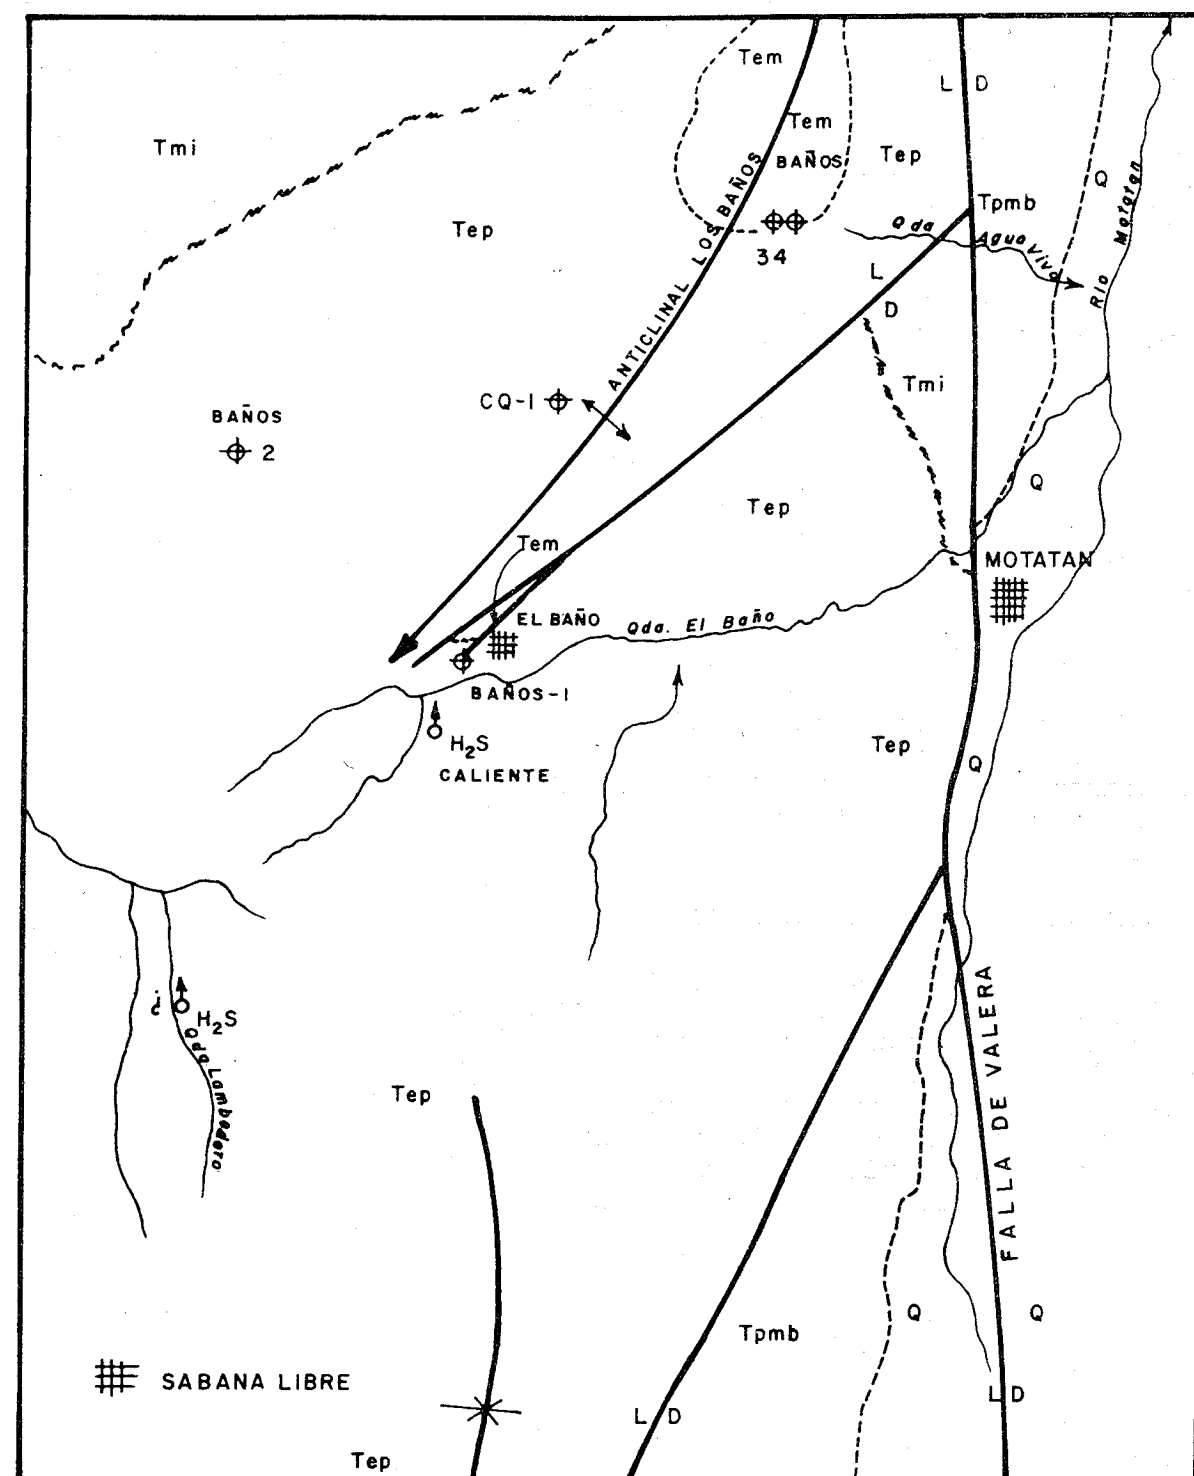 Tem
L D
Tmi
Tem
BAÑOS
Tep
Q
Tpmb
Tep
Qda Agua Viva
Rio Motatan
34
L
D
ANTICLINAL LOS BAÑOS
Tmi
CQ-1
BAÑOS
2
Q
Tep
Tem
MOTATAN
EL BAÑO
Qda. El Baño
BAÑOS-1
Tep
H2S
CALIENTE
Q
¿
H2S
Qda Lambedero
FALLA DE VALERA
Tep
Q
Q
Tpmb
SABANA LIBRE
L D
L D
Tep